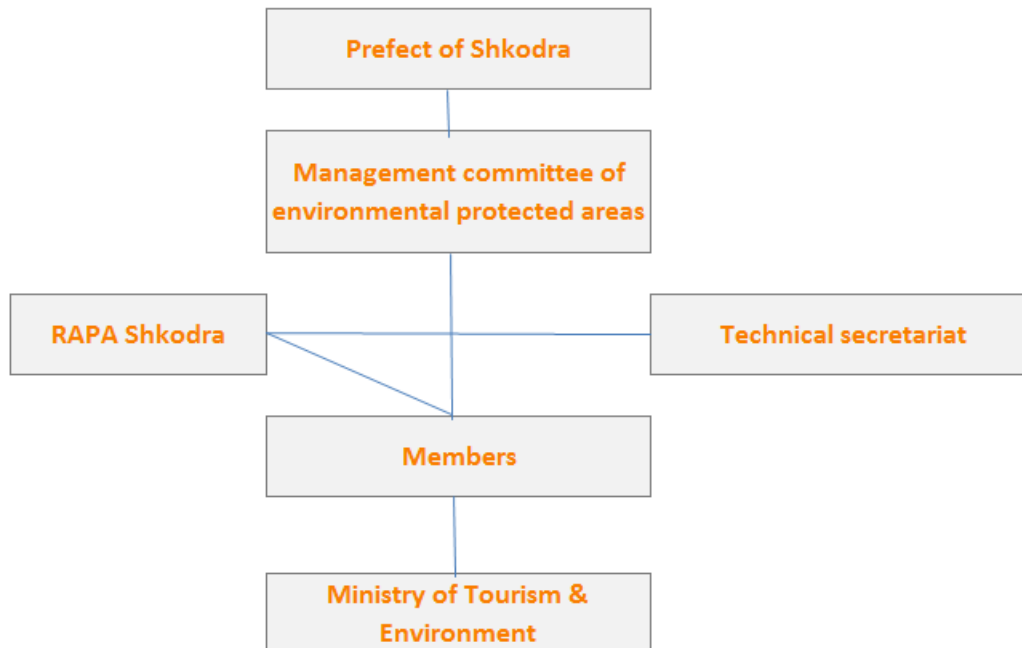 Prefect of Shkodra
Management committee of
environmental protected areas
RAPA Shkodra
Technical secretariat
Members
Ministry of Tourism &
Environment